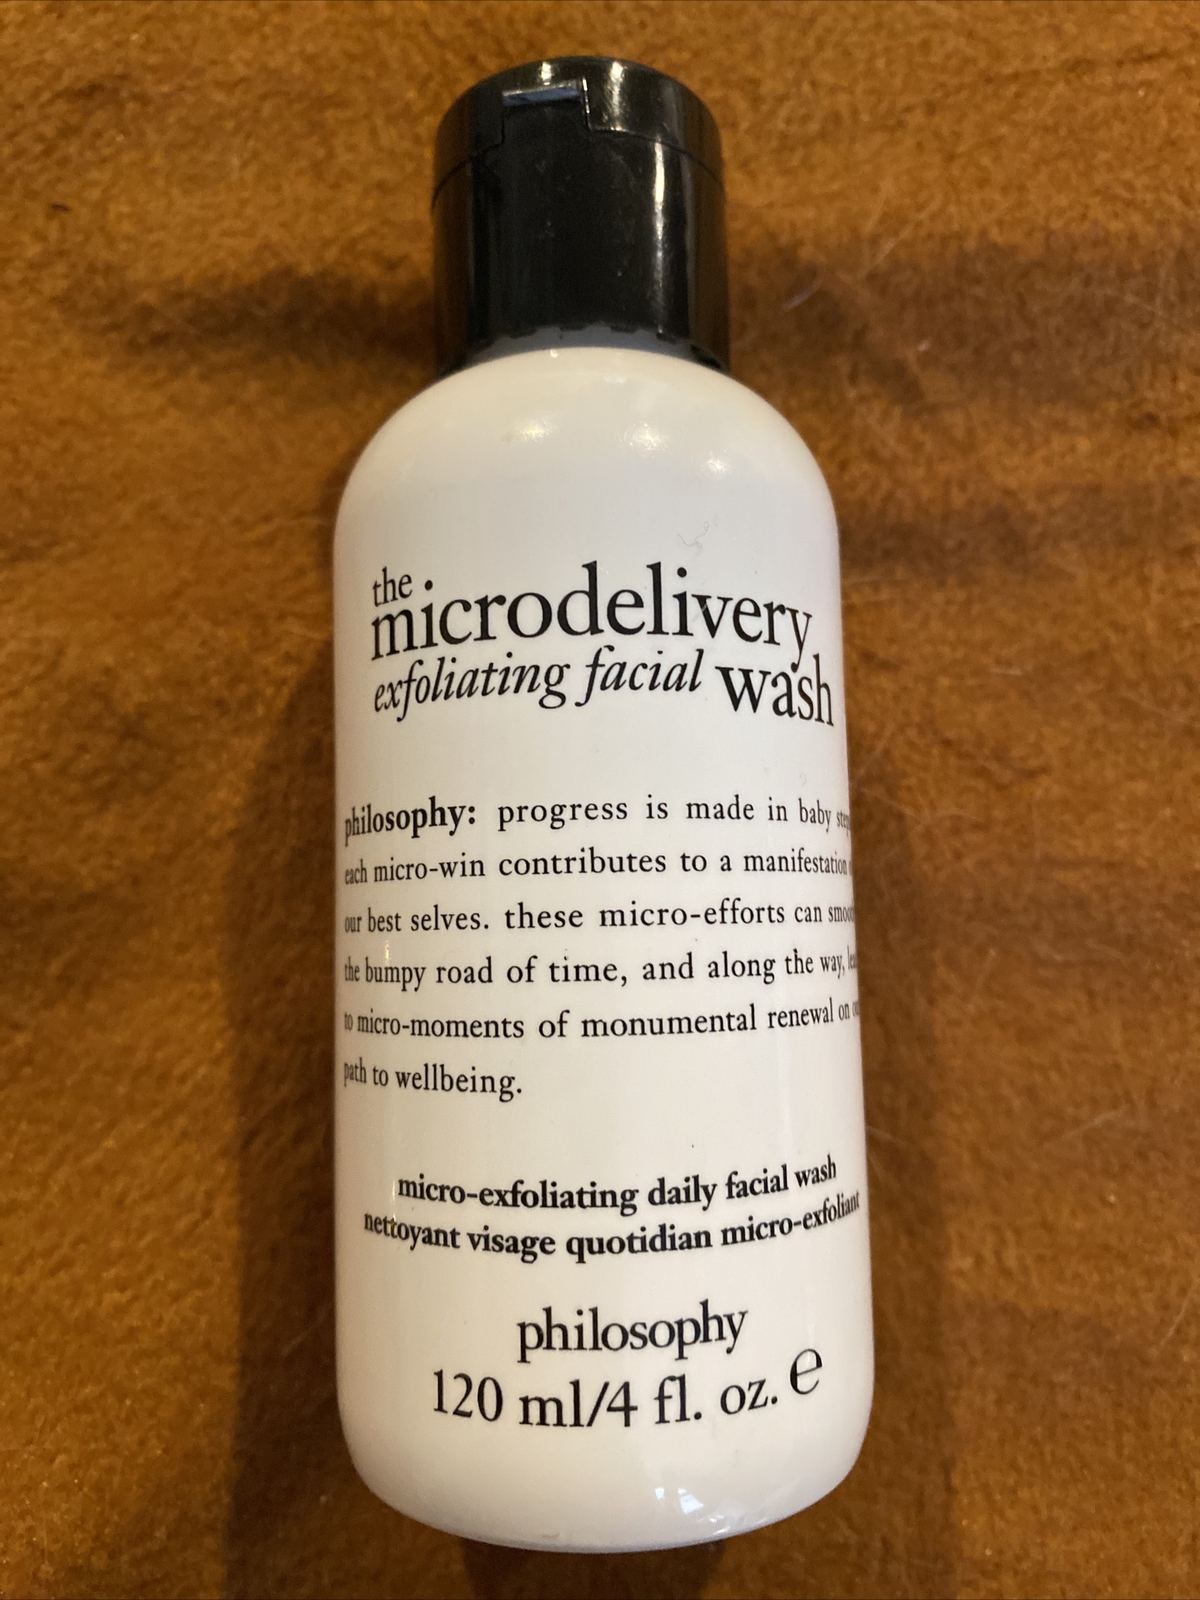 the
microdelivery
exfoliating facial wash
philosophy: progress is made in baby
each micro-win contributes to a manifestation
our best selves. these micro-efforts can
the bumpy road of time, and along the way,
to micro-moments of monumental renewal on
path to wellbeing.
micro-exfoliating daily facial wash
nettoyant visage quotidian micro-exfoliant
philosophy
120 ml/4 fl. oz. e